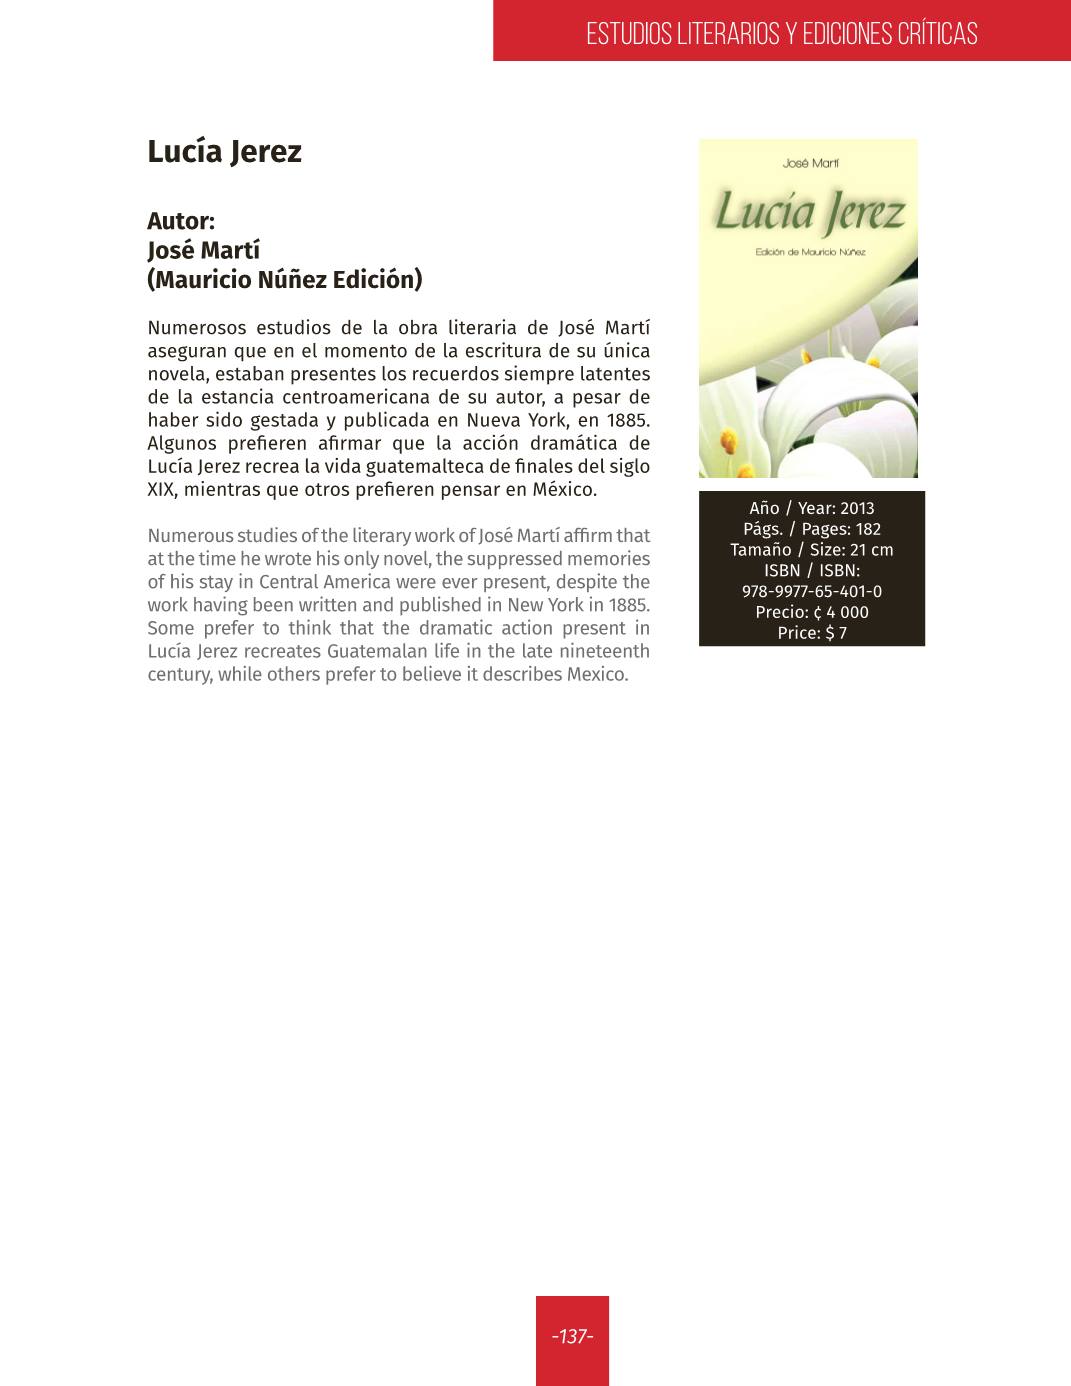 ESTUDIOS LITERARIOS Y EDICIONES CRÍTICAS
Lucía Jerez
Autor:
José Martí
(Mauricio Núñez Edición)
Numerosos estudios de la obra literaria de José Martí
aseguran que en el momento de la escritura de su única
novela, estaban presentes los recuerdos siempre latentes
de la estancia centroamericana de su autor, a pesar de
haber sido gestada y publicada en Nueva York, en 1885.
Algunos prefieren afirmar que la acción dramática de
Lucía Jerez recrea la vida guatemalteca de finales del siglo
XIX, mientras que otros prefieren pensar en México.
Numerous studies of the literary work of José Martí affirm that
at the time he wrote his only novel, the suppressed memories
of his stay in Central America were ever present, despite the
work having been written and published in New York in 1885.
Some prefer to think that the dramatic action present in
Lucía Jerez recreates Guatemalan life in the late nineteenth
century, while others prefer to believe it describes Mexico.
José Martí
Lucía Jerez
Edición de Mauricio Núñez
Año / Year: 2013
Págs. / Pages: 182
Tamaño / Size: 21 cm
ISBN / ISBN:
978-9977-65-401-0
Precio: ¢ 4 000
Price: $ 7
-137-